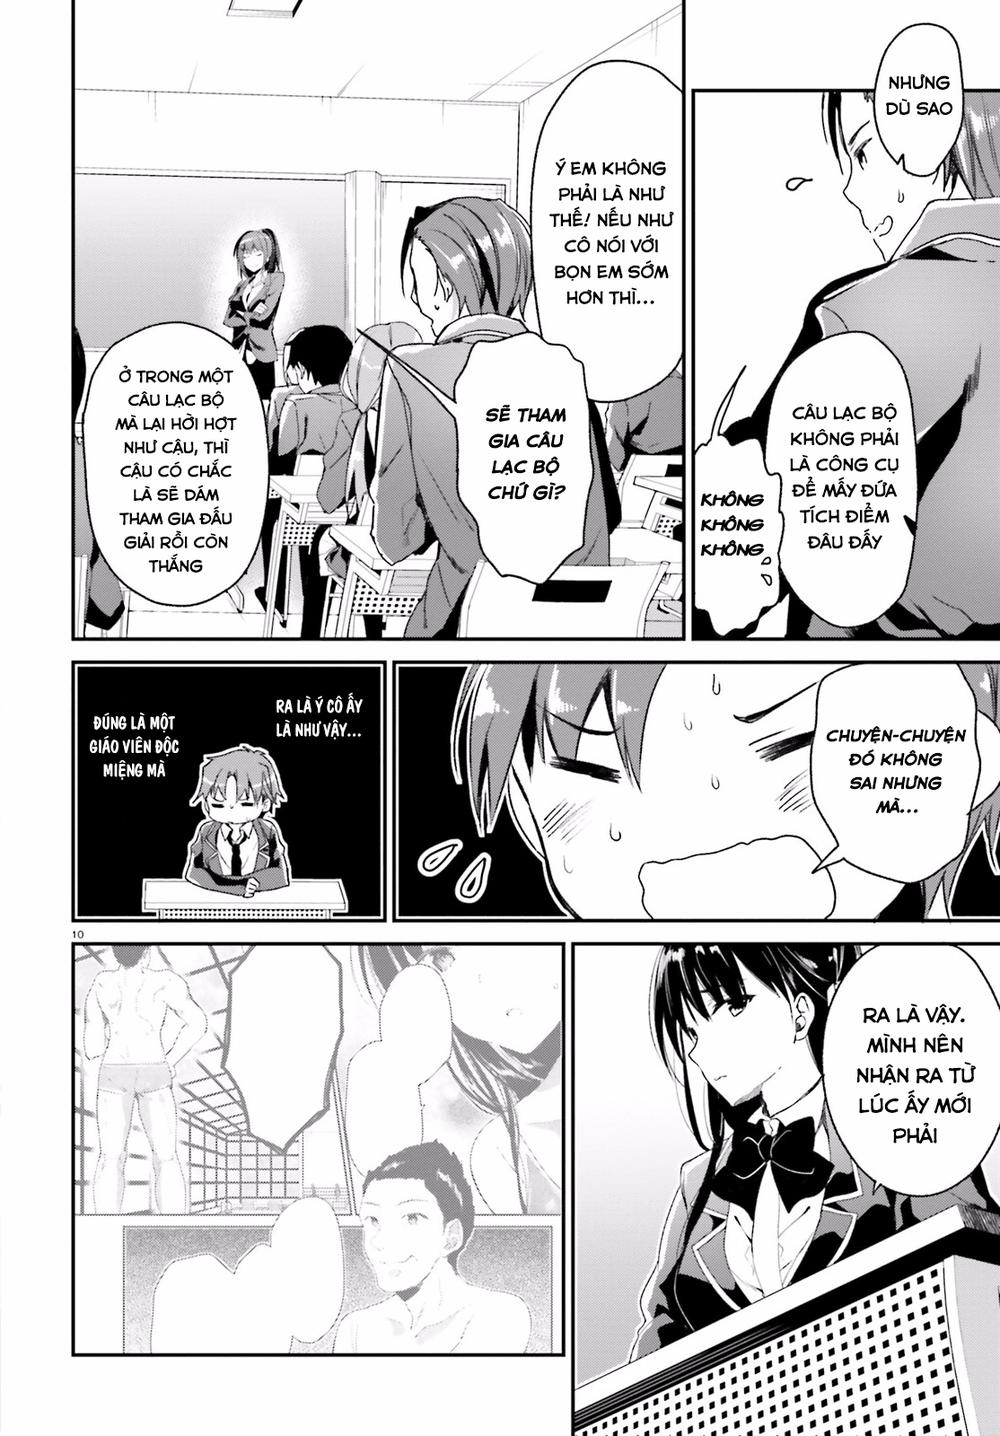 NHƯNG
DÙ SAO
Ý EM KHÔNG
PHẢI LÀ NHƯ
THẾ! NẾU NHƯ
CÔ NÓI VỚI
BỌN EM SỚM
HƠN THÌ...
SẼ THAM
GIA CÂU
LẠC BỘ
CHỨ GÌ?
Ở TRONG MỘT
CÂU LẠC BỘ
MÀ LẠI HỜI HỢT
NHƯ CẬU, THÌ
CẬU CÓ CHẮC
LÀ SẼ DÁM
THAM GIA ĐẤU
GIẢI RỒI CÒN
THẮNG
CÂU LẠC BỘ
KHÔNG PHẢI
LÀ CÔNG CỤ
ĐỂ MẤY ĐỨA
TÍCH ĐIỂM
ĐÂU ĐẤY
KHÔNG
KHÔNG
KHÔNG
CHUYỆN-CHUYỆN
ĐÓ KHÔNG
SAI NHƯNG
MÀ...
RA LÀ Ý CÔ ẤY
LÀ NHƯ VẬY...
ĐÚNG LÀ MỘT
GIÁO VIÊN ĐỘC
MIỆNG MÀ
10
RA LÀ VẬY.
MÌNH NÊN
NHẬN RA TỪ
LÚC ẤY MỚI
PHẢI